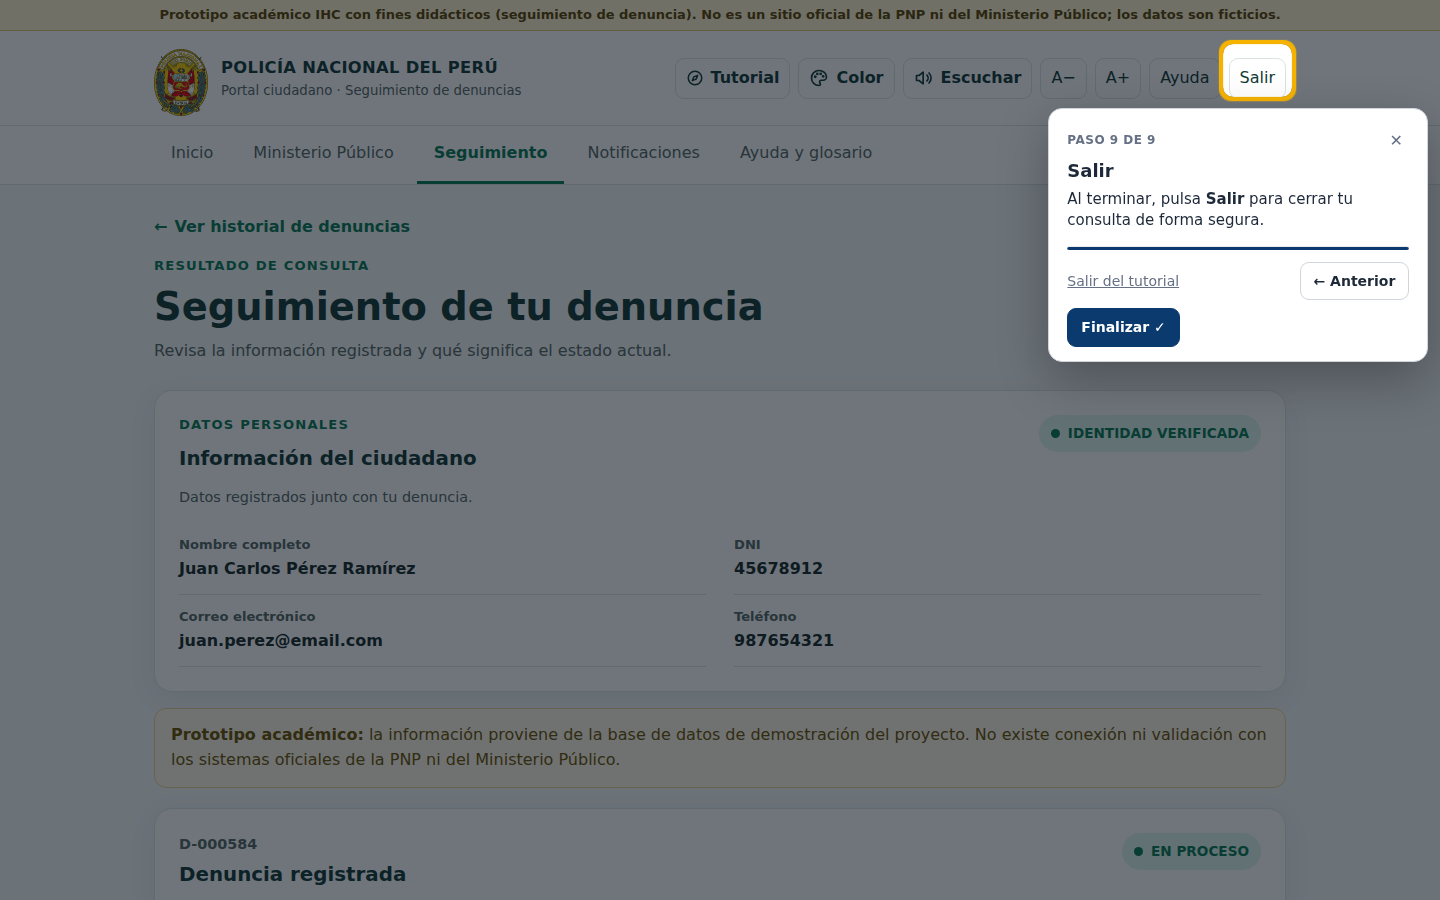 Prototipo académico IHC con fines didácticos (seguimiento de denuncia). No es un sitio oficial de la PNP ni del Ministerio Público; los datos son ficticios.
POLICÍA NACIONAL DEL PERÚ
Portal ciudadano · Seguimiento de denuncias
Tutorial
Color
Escuchar
A−
A+
Ayuda
Salir
Inicio
Ministerio Público
Seguimiento
Notificaciones
Ayuda y glosario
PASO 9 DE 9
×
Salir
Al terminar, pulsa Salir para cerrar tu
consulta de forma segura.
Salir del tutorial
← Anterior
Finalizar ✓
← Ver historial de denuncias
RESULTADO DE CONSULTA
Seguimiento de tu denuncia
Revisa la información registrada y qué significa el estado actual.
DATOS PERSONALES
IDENTIDAD VERIFICADA
Información del ciudadano
Datos registrados junto con tu denuncia.
Nombre completo
Juan Carlos Pérez Ramírez
DNI
45678912
Correo electrónico
juan.perez@email.com
Teléfono
987654321
Prototipo académico: la información proviene de la base de datos de demostración del proyecto. No existe conexión ni validación con
los sistemas oficiales de la PNP ni del Ministerio Público.
D-000584
EN PROCESO
Denuncia registrada